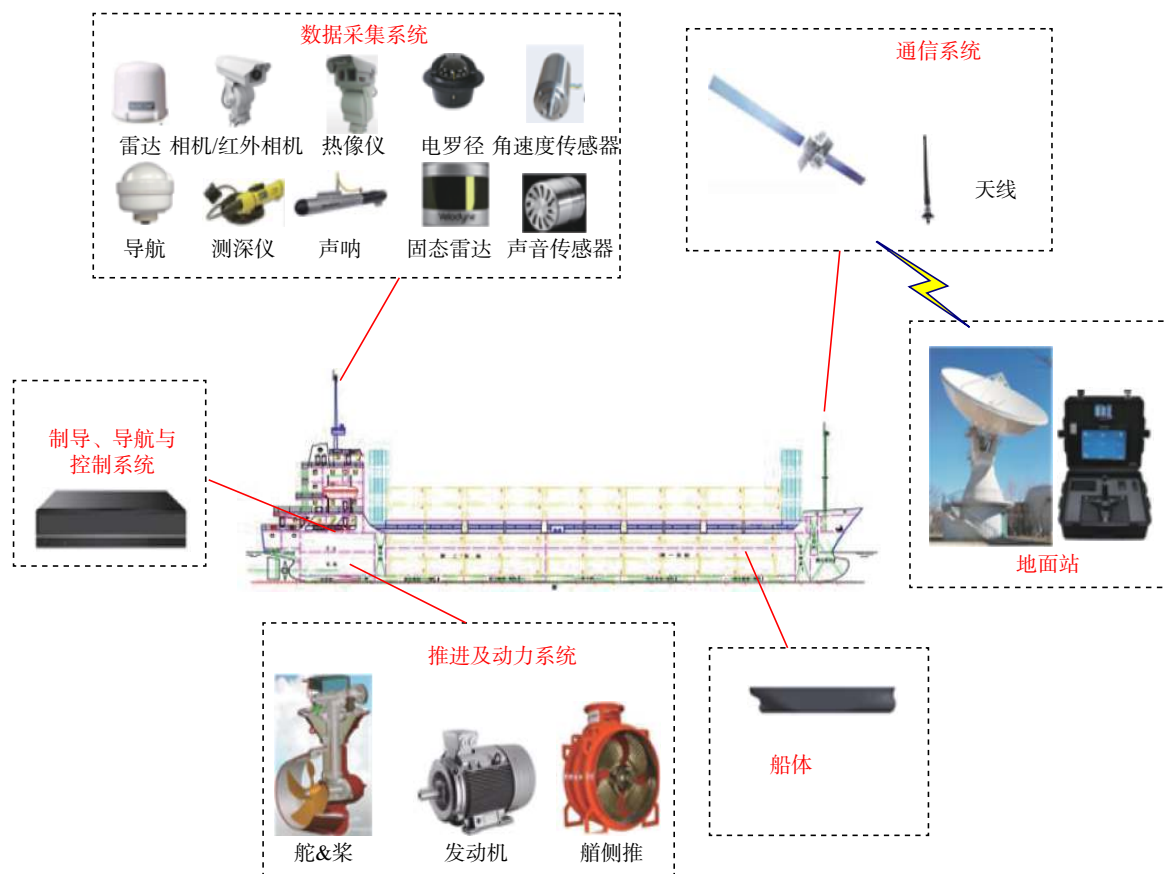 数据采集系统
雷达
相机/红外相机
热像仪
电罗径
角速度传感器
导航
测深仪
声呐
Velodyne
固态雷达
声音传感器
通信系统
天线
制导、导航与
控制系统
地面站
推进及动力系统
舵&桨
发动机
艏侧推
船体